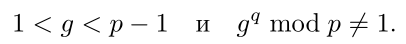 1 < g < p − 1 и g^q mod p ≠ 1.